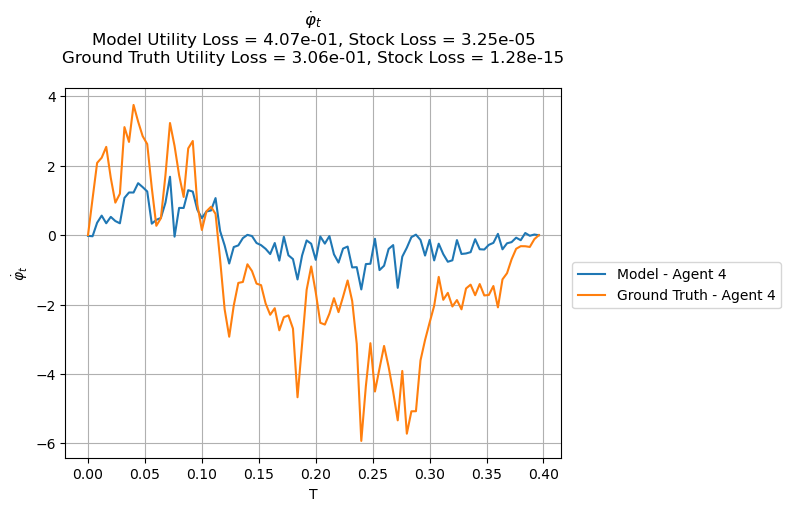 φ̇_t
Model Utility Loss = 4.07e-01, Stock Loss = 3.25e-05
Ground Truth Utility Loss = 3.06e-01, Stock Loss = 1.28e-15
4
2
0
−2
−4
−6
φ̇_t
0.00 0.05 0.10 0.15 0.20 0.25 0.30 0.35 0.40
T
Model - Agent 4
Ground Truth - Agent 4